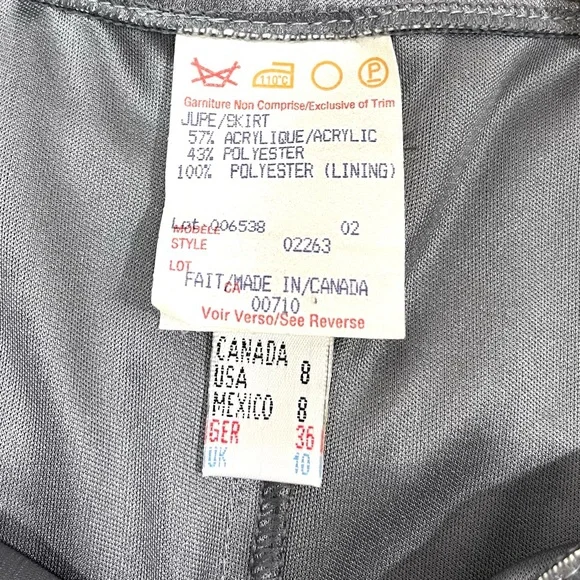 110°C P
Garniture Non Comprise/Exclusive of Trim
JUPE/SKIRT
57% ACRYLIQUE/ACRYLIC
43% POLYESTER
100% POLYESTER (LINING)
Lot 006538 02
MODELE
STYLE 02263
LOT
FAIT/MADE IN/CANADA
CA
00710
Voir Verso/See Reverse
CANADA
USA 8
MEXICO 8
GER 36
UK 10